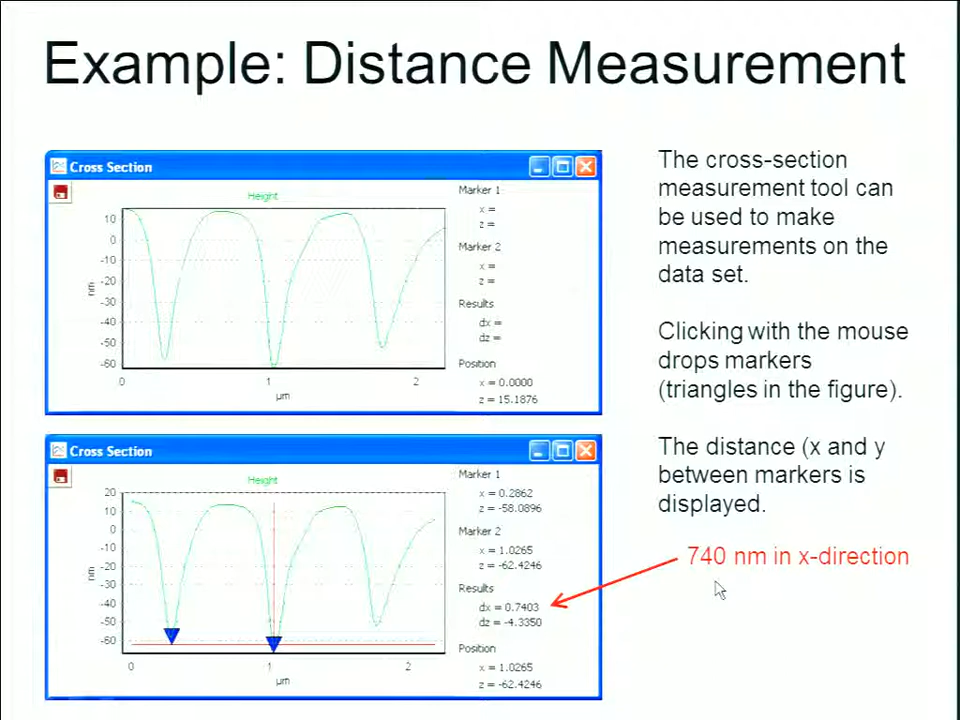 Example: Distance Measurement
Cross Section
Height
10
0
-10
-20
-30
-40
-50
-60
nm
0
1
2
µm
Marker 1
x =
z =
Marker 2
x =
z =
Results
dx =
dz =
Position
x = 0.0000
z = 15.1876
The cross-section
measurement tool can
be used to make
measurements on the
data set.
Clicking with the mouse
drops markers
(triangles in the figure).
The distance (x and y
between markers is
displayed.
740 nm in x-direction
Cross Section
Height
20
10
0
-10
-20
-30
-40
-50
-60
nm
0
1
2
µm
Marker 1
x = 0.2862
z = -58.0896
Marker 2
x = 1.0265
z = -62.4246
Results
dx = 0.7403
dz = -4.3350
Position
x = 1.0265
z = -62.4246